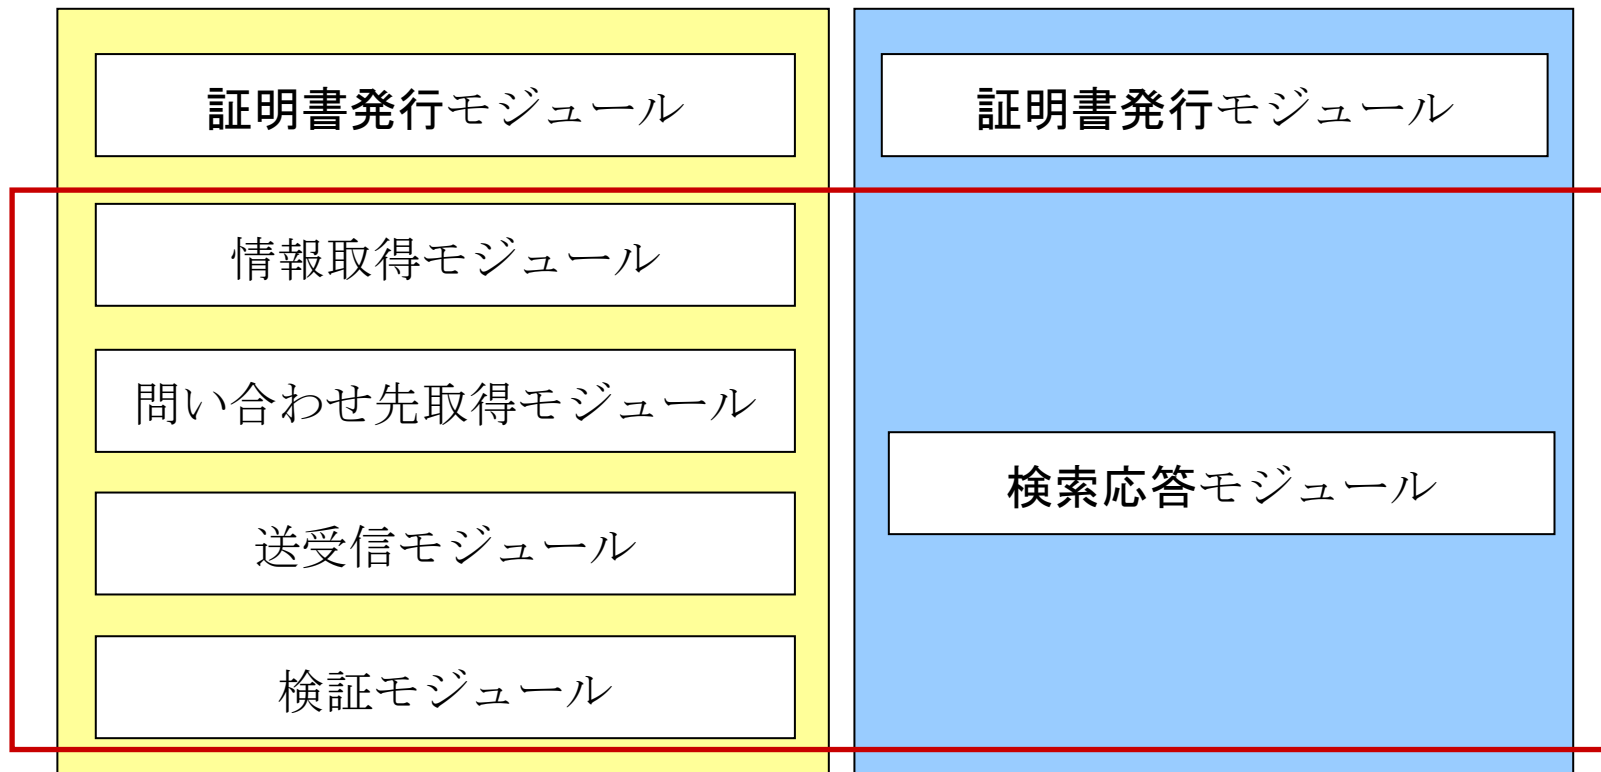 証明書発行モジュール
情報取得モジュール
問い合わせ先取得モジュール
送受信モジュール
検証モジュール
証明書発行モジュール
検索応答モジュール